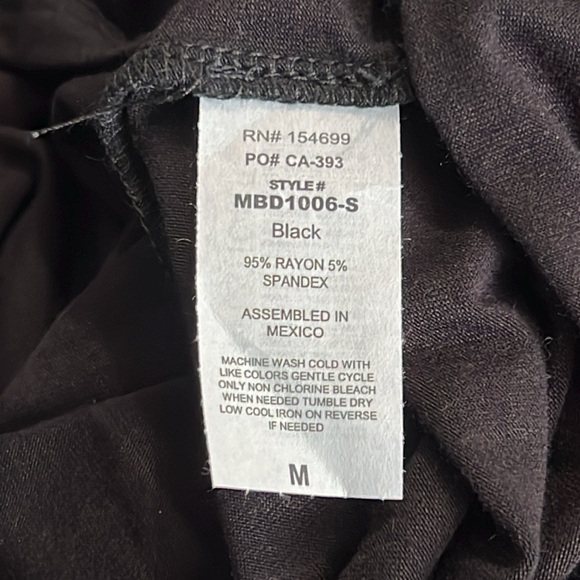 RN# 154699
PO# CA-393
STYLE#
MBD1006-S
Black
95% RAYON 5%
SPANDEX
ASSEMBLED IN
MEXICO
MACHINE WASH COLD WITH
LIKE COLORS GENTLE CYCLE
ONLY NON CHLORINE BLEACH
WHEN NEEDED TUMBLE DRY
LOW COOL IRON ON REVERSE
IF NEEDED
M